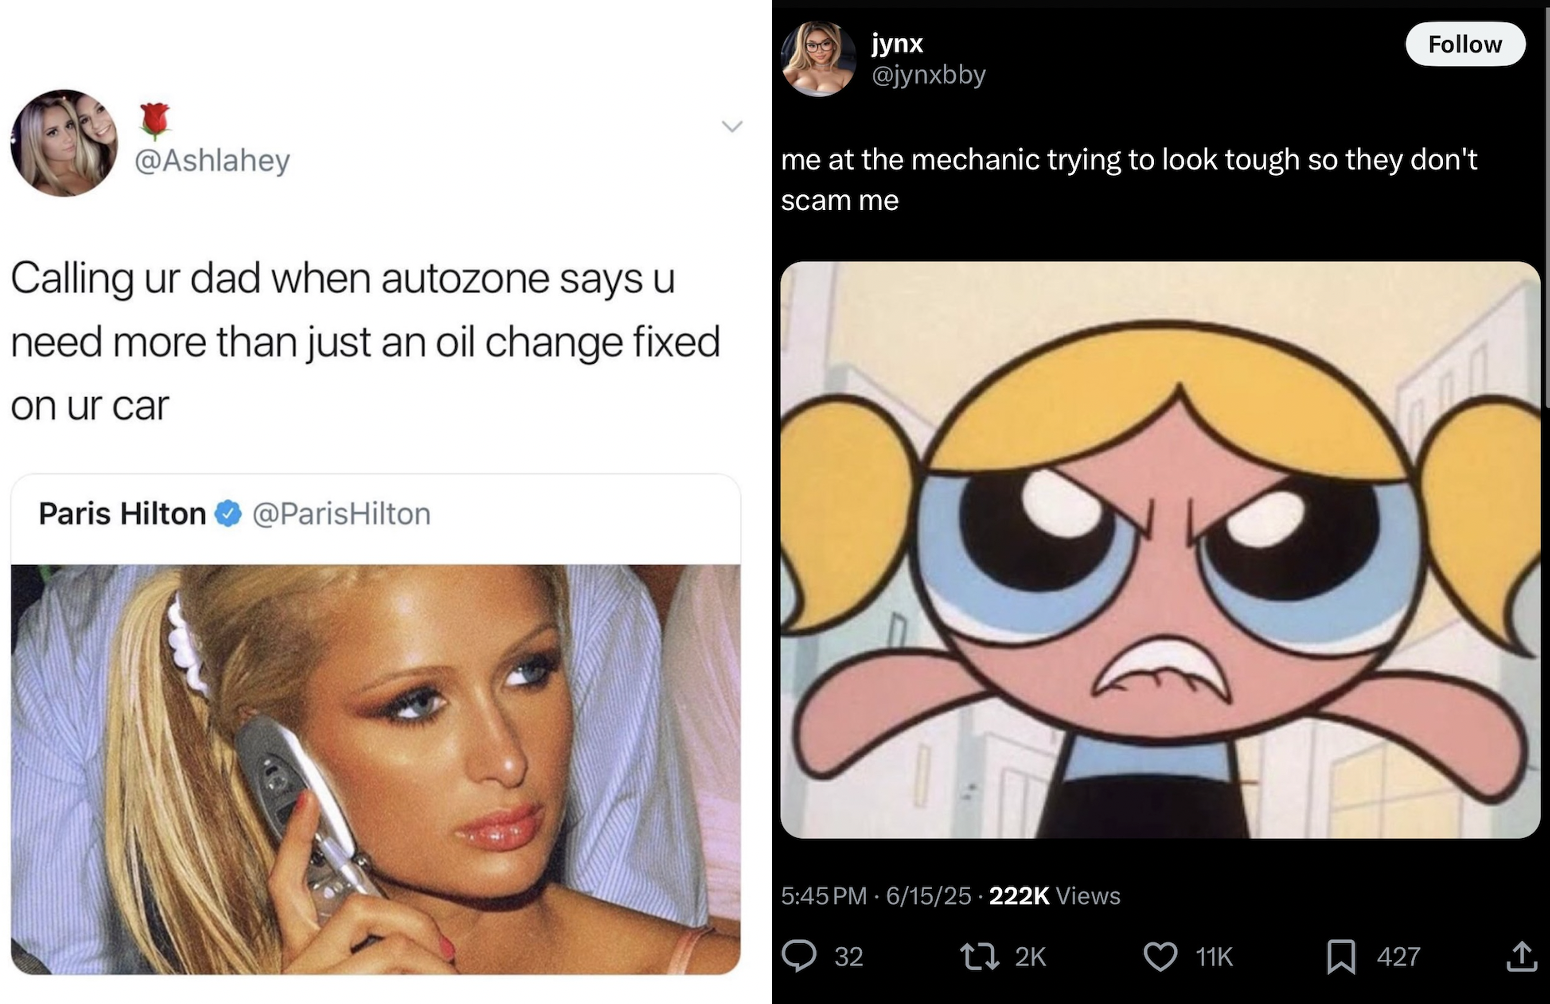 🌹
@Ashlahey
Calling ur dad when autozone says u
need more than just an oil change fixed
on ur car
Paris Hilton @ParisHilton
jynx
@jynxbby
Follow
me at the mechanic trying to look tough so they don't
scam me
5:45 PM · 6/15/25 · 222K Views
32 2K 11K 427